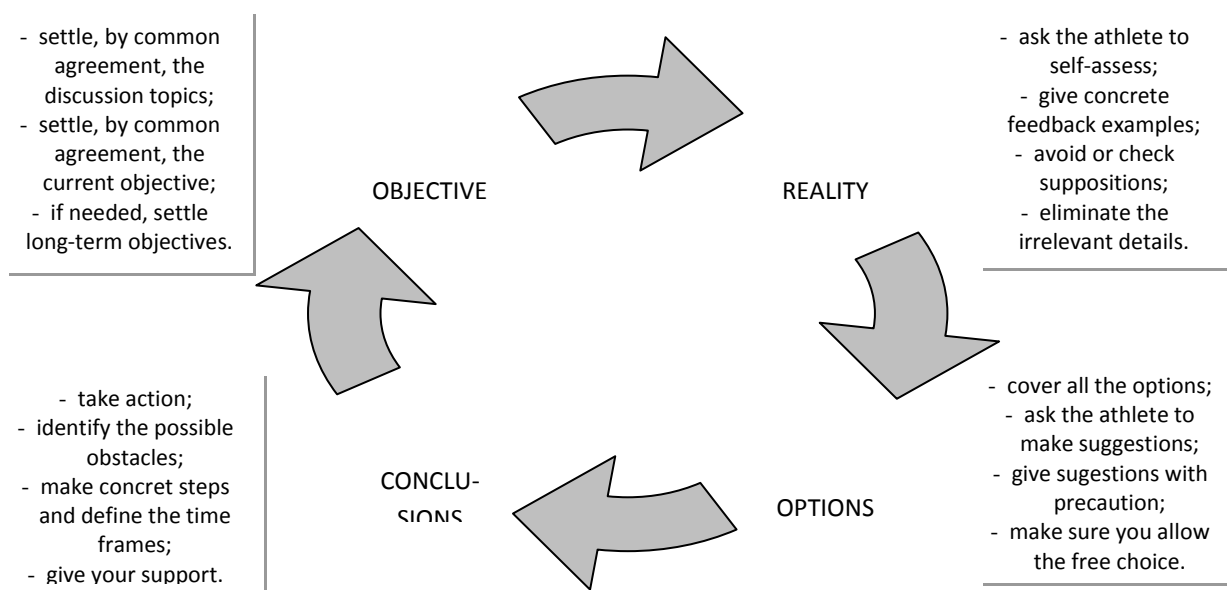 - settle, by common
agreement, the
discussion topics;
- settle, by common
agreement, the
current objective;
- if needed, settle
long-term objectives.
OBJECTIVE
REALITY
- ask the athlete to
self-assess;
- give concrete
feedback examples;
- avoid or check
suppositions;
- eliminate the
irrelevant details.
- take action;
- identify the possible
obstacles;
- make concret steps
and define the time
frames;
- give your support.
CONCLU-
SIONS
OPTIONS
- cover all the options;
- ask the athlete to
make suggestions;
- give sugestions with
precaution;
- make sure you allow
the free choice.